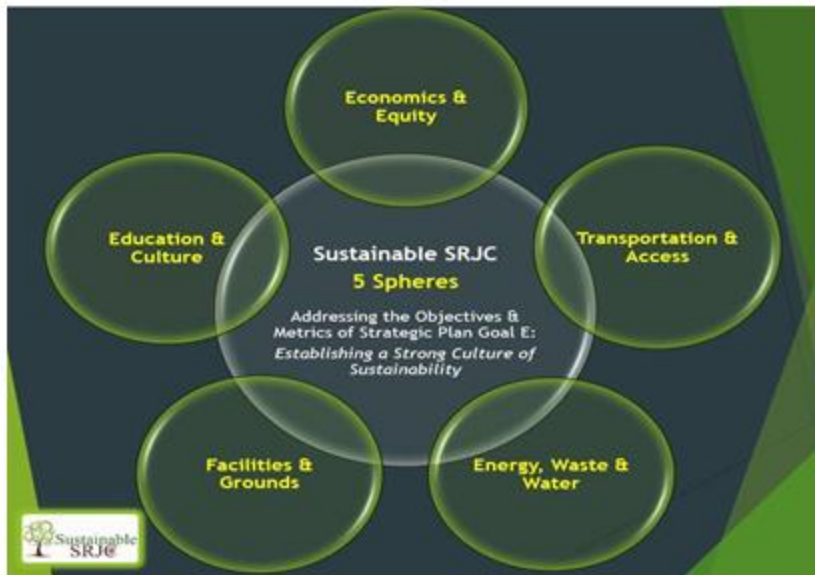 Economics &
Equity
Education &
Culture
Transportation &
Access
Sustainable SRJC
5 Spheres
Addressing the Objectives &
Metrics of Strategic Plan Goal E:
Establishing a Strong Culture of
Sustainability
Facilities &
Grounds
Energy, Waste &
Water
Sustainable
SRJC